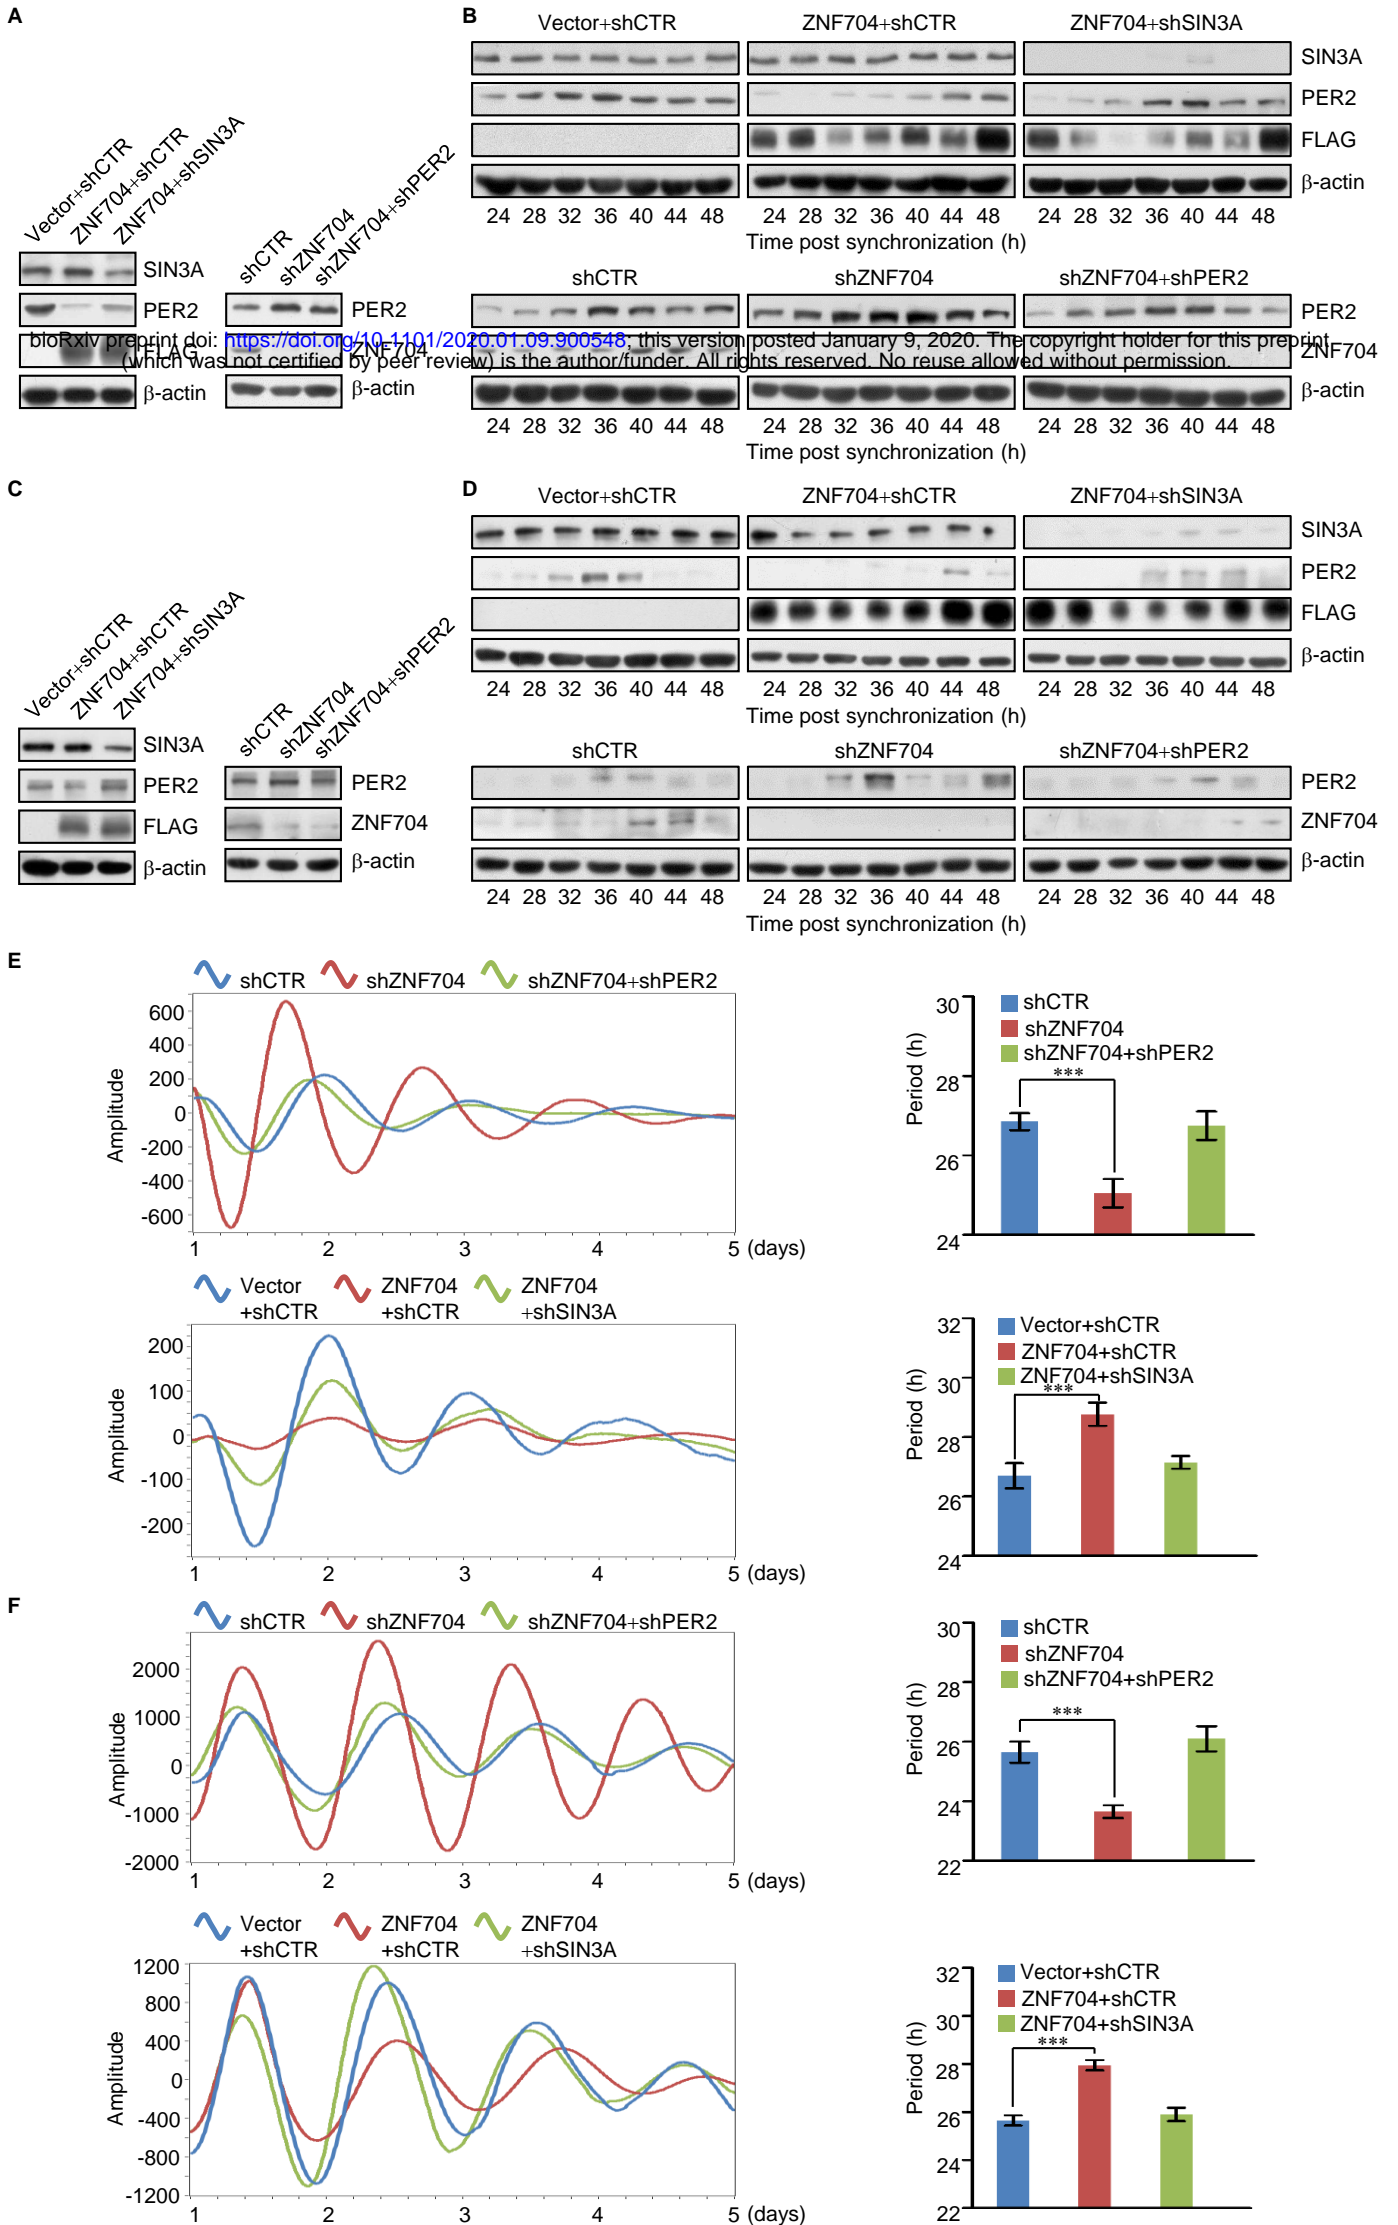 A
Vector+shCTR
ZNF704+shCTR
ZNF704+shSIN3A
SIN3A
PER2
FLAG
β-actin
shCTR
shZNF704
shZNF704+shPER2
PER2
ZNF704
β-actin
B
Vector+shCTR
ZNF704+shCTR
ZNF704+shSIN3A
SIN3A
PER2
FLAG
β-actin
24 28 32 36 40 44 48
24 28 32 36 40 44 48
24 28 32 36 40 44 48
Time post synchronization (h)
shCTR
shZNF704
shZNF704+shPER2
PER2
ZNF704
β-actin
24 28 32 36 40 44 48
24 28 32 36 40 44 48
24 28 32 36 40 44 48
Time post synchronization (h)
bioRxiv preprint doi: https://doi.org/10.1101/2020.01.09.900548; this version posted January 9, 2020. The copyright holder for this preprint
(which was not certified by peer review) is the author/funder. All rights reserved. No reuse allowed without permission.
C
Vector+shCTR
ZNF704+shCTR
ZNF704+shSIN3A
SIN3A
PER2
FLAG
β-actin
shCTR
shZNF704
shZNF704+shPER2
PER2
ZNF704
β-actin
D
Vector+shCTR
ZNF704+shCTR
ZNF704+shSIN3A
SIN3A
PER2
FLAG
β-actin
24 28 32 36 40 44 48
24 28 32 36 40 44 48
24 28 32 36 40 44 48
Time post synchronization (h)
shCTR
shZNF704
shZNF704+shPER2
PER2
ZNF704
β-actin
24 28 32 36 40 44 48
24 28 32 36 40 44 48
24 28 32 36 40 44 48
Time post synchronization (h)
E
shCTR
shZNF704
shZNF704+shPER2
Amplitude
600
400
200
0
-200
-400
-600
1 2 3 4 5 (days)
Period (h)
30
28
26
24
shCTR
shZNF704
shZNF704+shPER2
***
Vector
+shCTR
ZNF704
+shCTR
ZNF704
+shSIN3A
Amplitude
200
100
0
-100
-200
1 2 3 4 5 (days)
Period (h)
32
30
28
26
24
Vector+shCTR
ZNF704+shCTR
ZNF704+shSIN3A
***
F
shCTR
shZNF704
shZNF704+shPER2
Amplitude
2000
1000
0
-1000
-2000
1 2 3 4 5 (days)
Period (h)
30
28
26
24
22
shCTR
shZNF704
shZNF704+shPER2
***
Vector
+shCTR
ZNF704
+shCTR
ZNF704
+shSIN3A
Amplitude
1200
800
400
0
-400
-800
-1200
1 2 3 4 5 (days)
Period (h)
32
30
28
26
24
22
Vector+shCTR
ZNF704+shCTR
ZNF704+shSIN3A
***